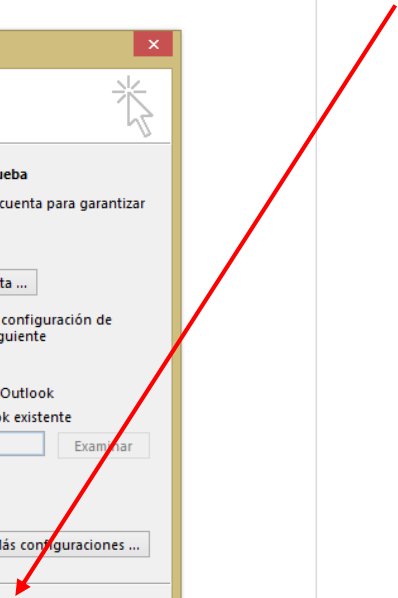 ueba
cuenta para garantizar
ta ...
configuración de
guiente
Outlook
ok existente
Examinar
lás configuraciones ...